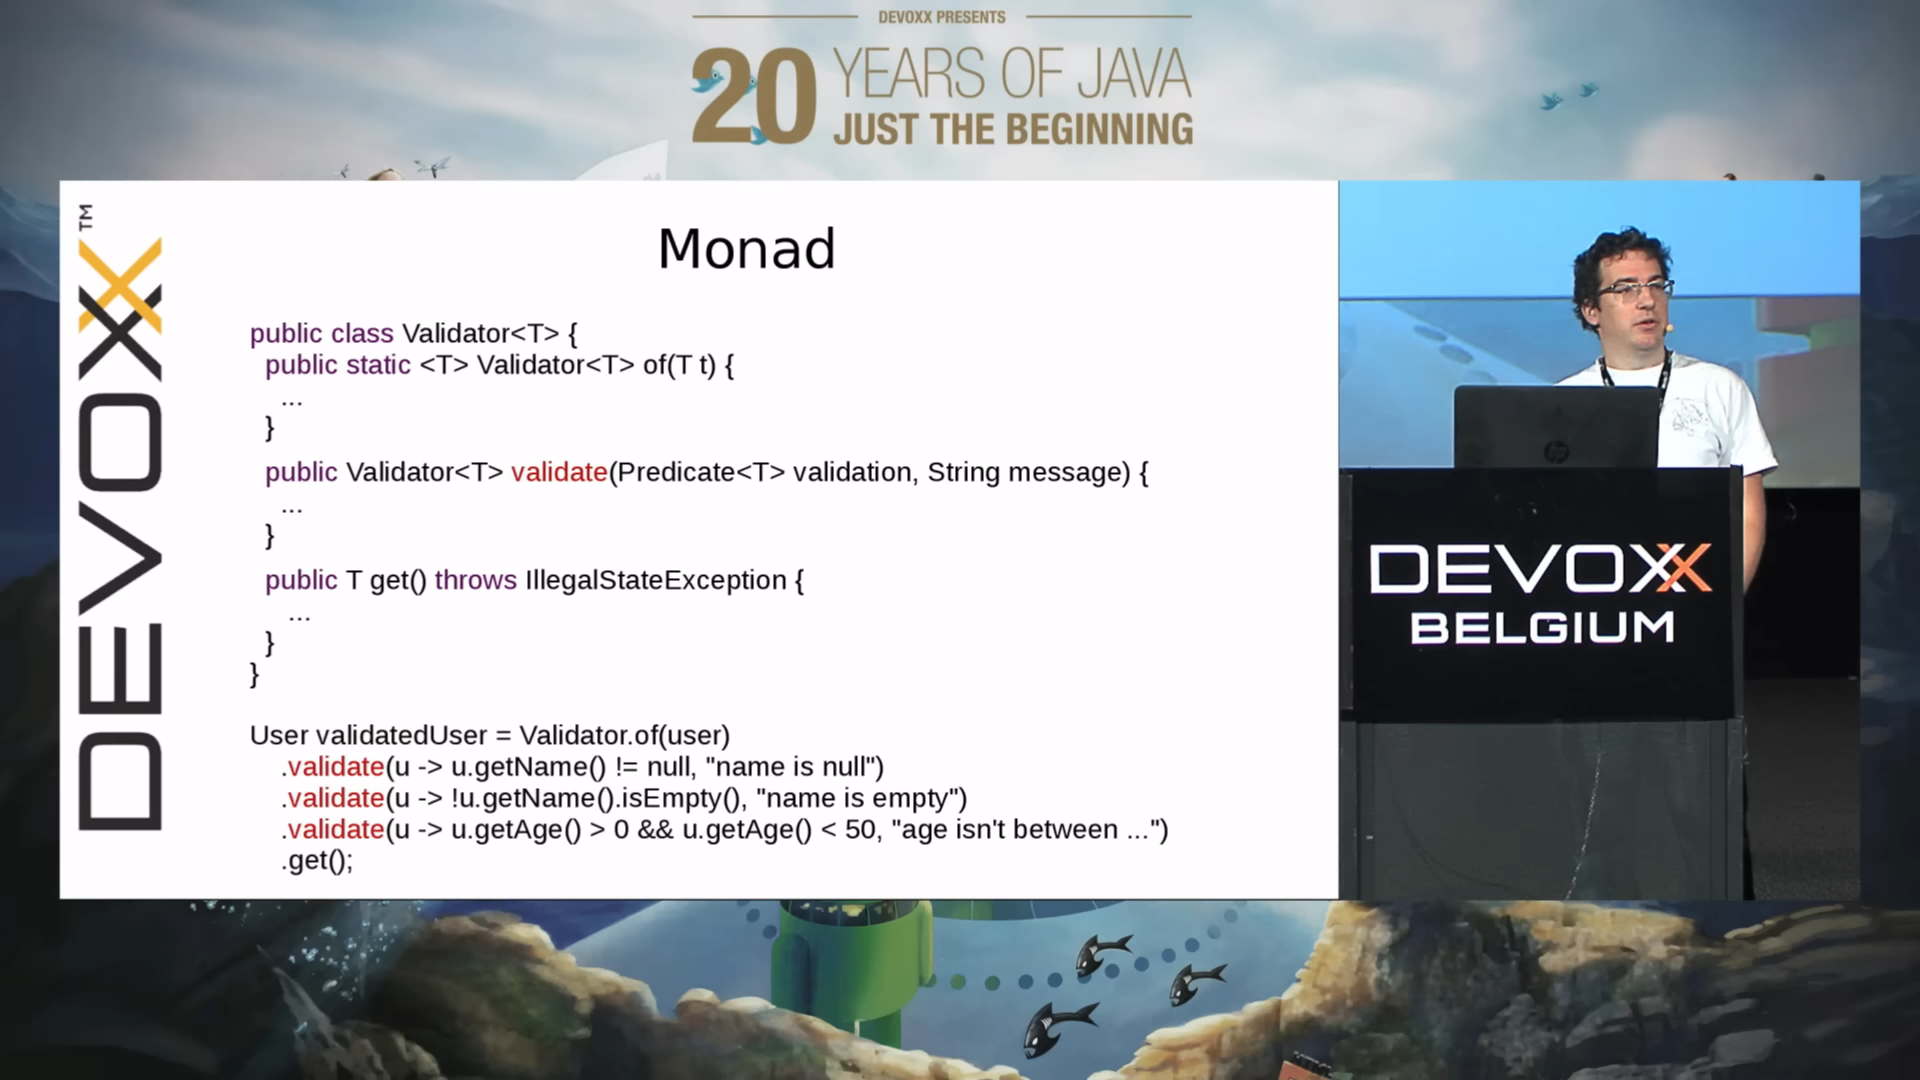 DEVOXX PRESENTS
20 YEARS OF JAVA
JUST THE BEGINNING
DEVOXX™
Monad
public class Validator<T> {
public static <T> Validator<T> of(T t) {
...
}
public Validator<T> validate(Predicate<T> validation, String message) {
...
}
public T get() throws IllegalStateException {
...
}
}
User validatedUser = Validator.of(user)
.validate(u -> u.getName() != null, "name is null")
.validate(u -> !u.getName().isEmpty(), "name is empty")
.validate(u -> u.getAge() > 0 && u.getAge() < 50, "age isn't between ...")
.get();
hp
DEVOXX
BELGIUM